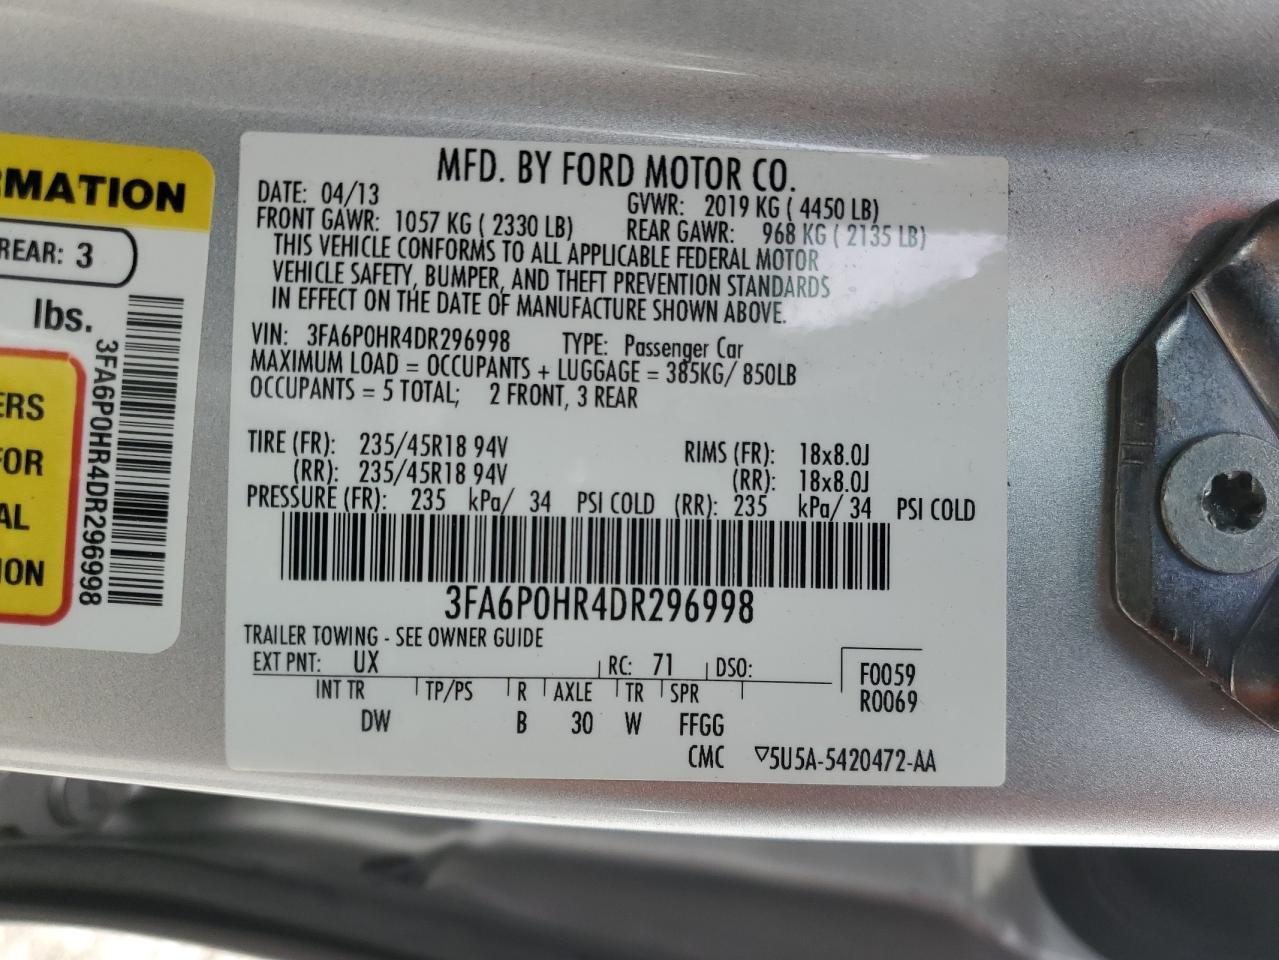 RMATION
REAR: 3
lbs.
ERS
FOR
AL
ION
3FA6P0HR4DR296998
MFD. BY FORD MOTOR CO.
DATE: 04/13 GVWR: 2019 KG ( 4450 LB)
FRONT GAWR: 1057 KG ( 2330 LB) REAR GAWR: 968 KG ( 2135 LB)
THIS VEHICLE CONFORMS TO ALL APPLICABLE FEDERAL MOTOR
VEHICLE SAFETY, BUMPER, AND THEFT PREVENTION STANDARDS
IN EFFECT ON THE DATE OF MANUFACTURE SHOWN ABOVE.
VIN: 3FA6P0HR4DR296998 TYPE: Passenger Car
MAXIMUM LOAD = OCCUPANTS + LUGGAGE = 385KG/ 850LB
OCCUPANTS = 5 TOTAL; 2 FRONT, 3 REAR
TIRE (FR): 235/45R18 94V RIMS (FR): 18x8.0J
(RR): 235/45R18 94V (RR): 18x8.0J
PRESSURE (FR): 235 kPa/ 34 PSI COLD (RR): 235 kPa/ 34 PSI COLD
3FA6P0HR4DR296998
TRAILER TOWING - SEE OWNER GUIDE
EXT PNT: UX RC: 71 DSO:
F0059
INT TR TP/PS R AXLE TR SPR
R0069
DW B 30 W FFGG
CMC ▽5U5A-5420472-AA